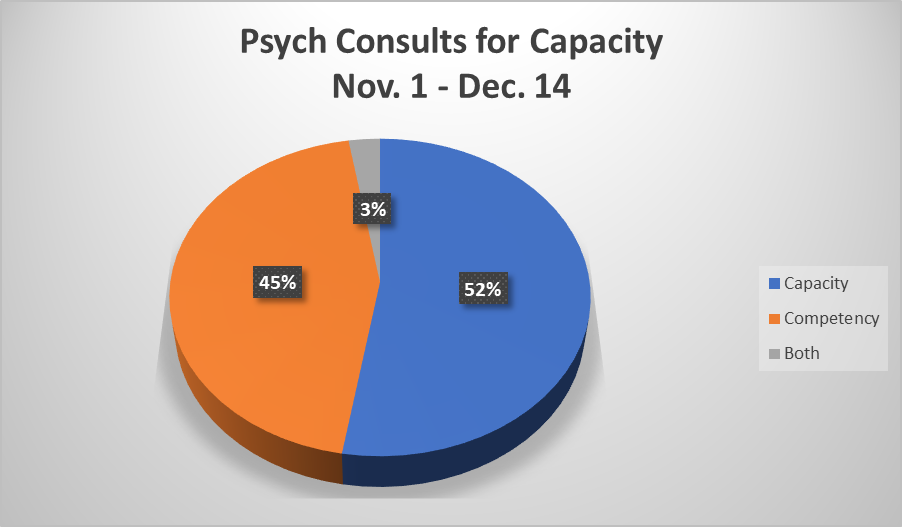 Psych Consults for Capacity
Nov. 1 - Dec. 14
3%
45%
52%
Capacity
Competency
Both